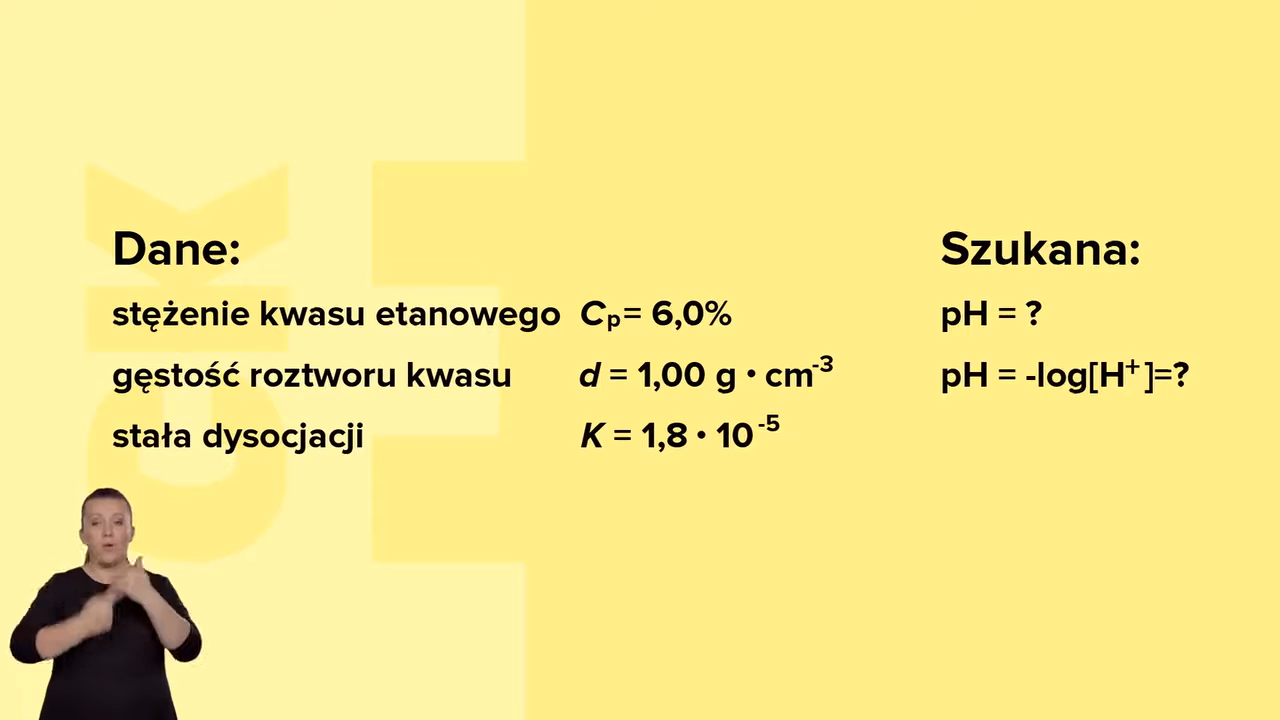 Dane:
stężenie kwasu etanowego Cp= 6,0%
gęstość roztworu kwasu d = 1,00 g • cm-3
stała dysocjacji K = 1,8 • 10 -5
Szukana:
pH = ?
pH = -log[H+]=?